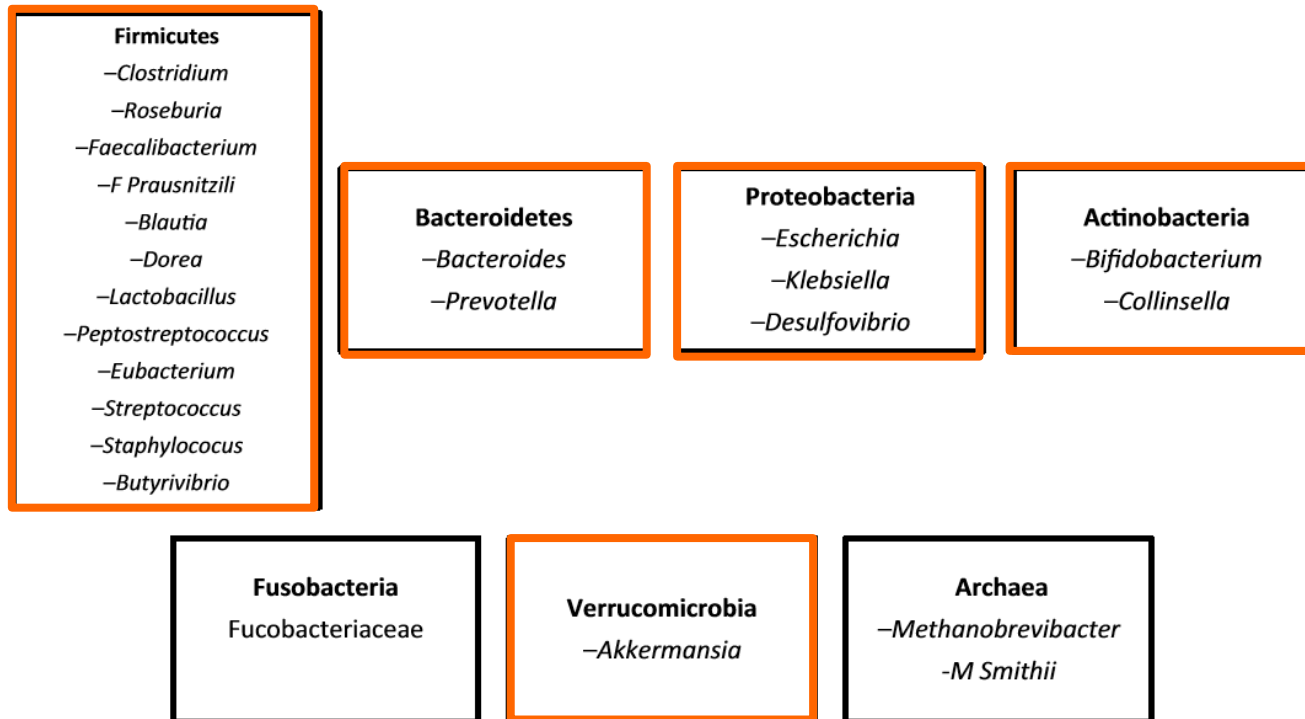 Firmicutes
–Clostridium
–Roseburia
–Faecalibacterium
–F Prausnitzili
–Blautia
–Dorea
–Lactobacillus
–Peptostreptococcus
–Eubacterium
–Streptococcus
–Staphylococus
–Butyrivibrio
Bacteroidetes
–Bacteroides
–Prevotella
Proteobacteria
–Escherichia
–Klebsiella
–Desulfovibrio
Actinobacteria
–Bifidobacterium
–Collinsella
Fusobacteria
Fucobacteriaceae
Verrucomicrobia
–Akkermansia
Archaea
–Methanobrevibacter
-M Smithii